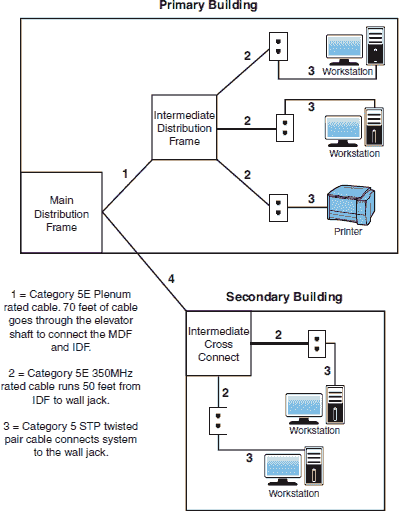 Primary Building
2
3
Workstation
Intermediate
Distribution
Frame
3
2
Workstation
1
2
3
Main
Distribution
Frame
Printer
4
1 = Category 5E Plenum
rated cable. 70 feet of cable
goes through the elevator
shaft to connect the MDF
and IDF.
2 = Category 5E 350MHz
rated cable runs 50 feet from
IDF to wall jack.
3 = Category 5 STP twisted
pair cable connects system
to the wall jack.
Secondary Building
Intermediate
Cross
Connect
2
3
2
Workstation
3
Workstation